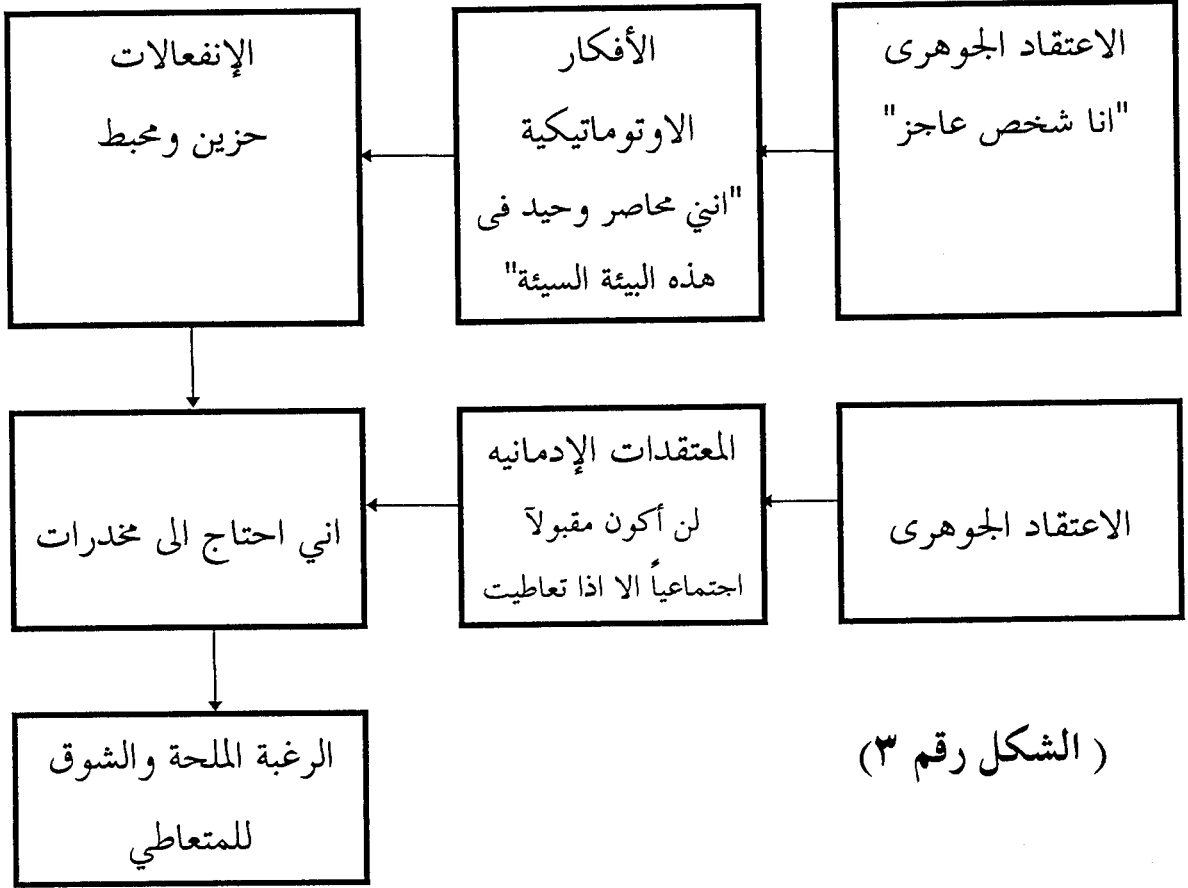 الاعتقاد الجوهرى
"انا شخص عاجز"
الأفكار
الاوتوماتيكية
"انني محاصر وحيد فى
هذه البيئة السيئة"
الإنفعالات
حزين ومحبط
الاعتقاد الجوهرى
المعتقدات الإدمانيه
لن أكون مقبولآ
اجتماعياً الا اذا تعاطيت
اني احتاج الى مخدرات
الرغبة الملحة والشوق
للمتعاطي
( الشكل رقم ٣)